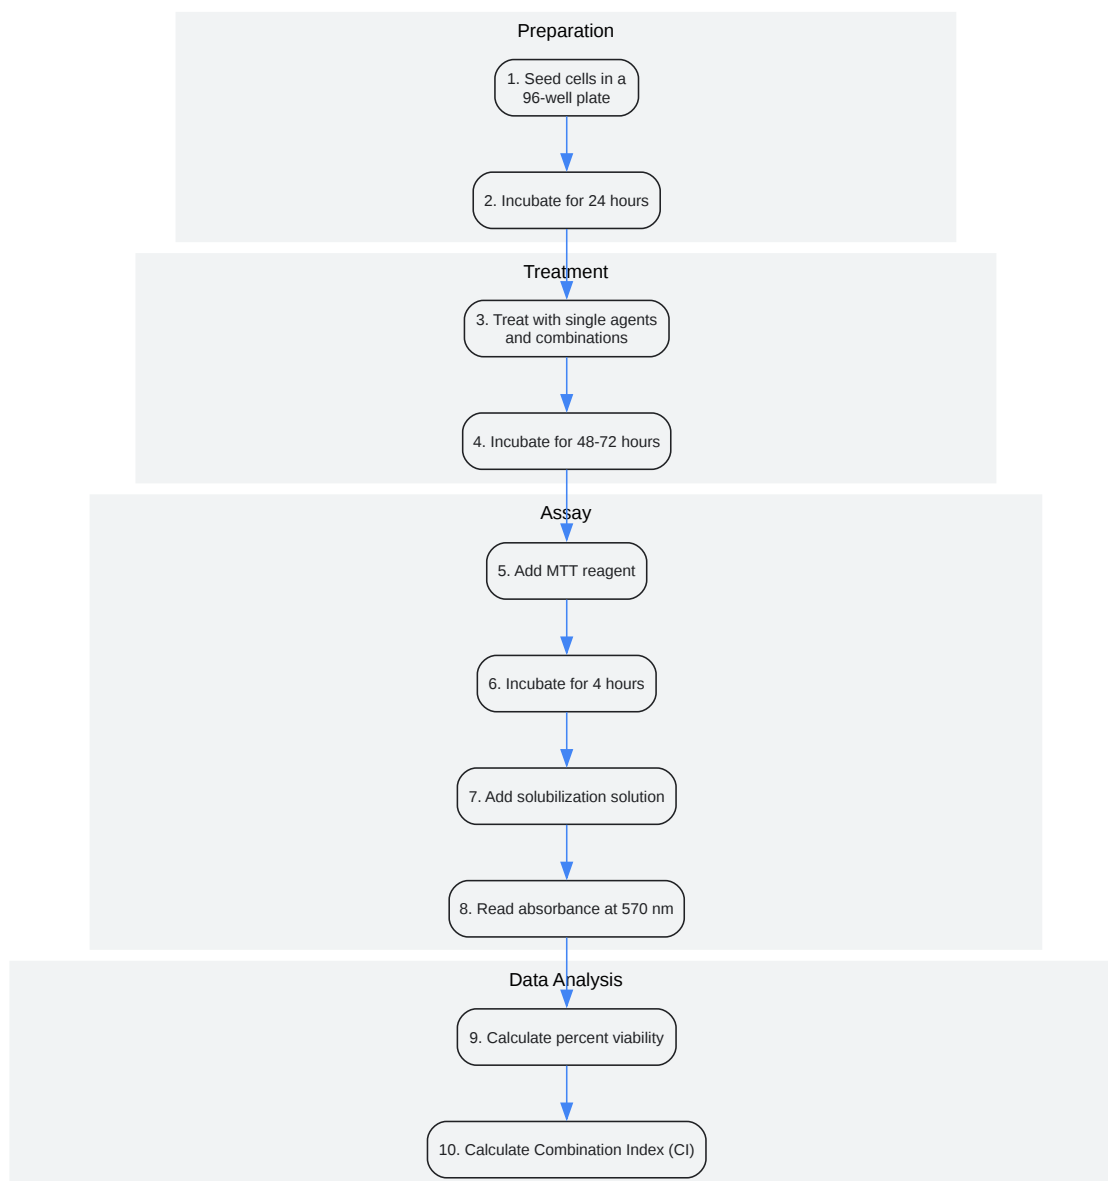 Preparation
1. Seed cells in a
96-well plate
2. Incubate for 24 hours
Treatment
3. Treat with single agents
and combinations
4. Incubate for 48-72 hours
Assay
5. Add MTT reagent
6. Incubate for 4 hours
7. Add solubilization solution
8. Read absorbance at 570 nm
Data Analysis
9. Calculate percent viability
10. Calculate Combination Index (CI)